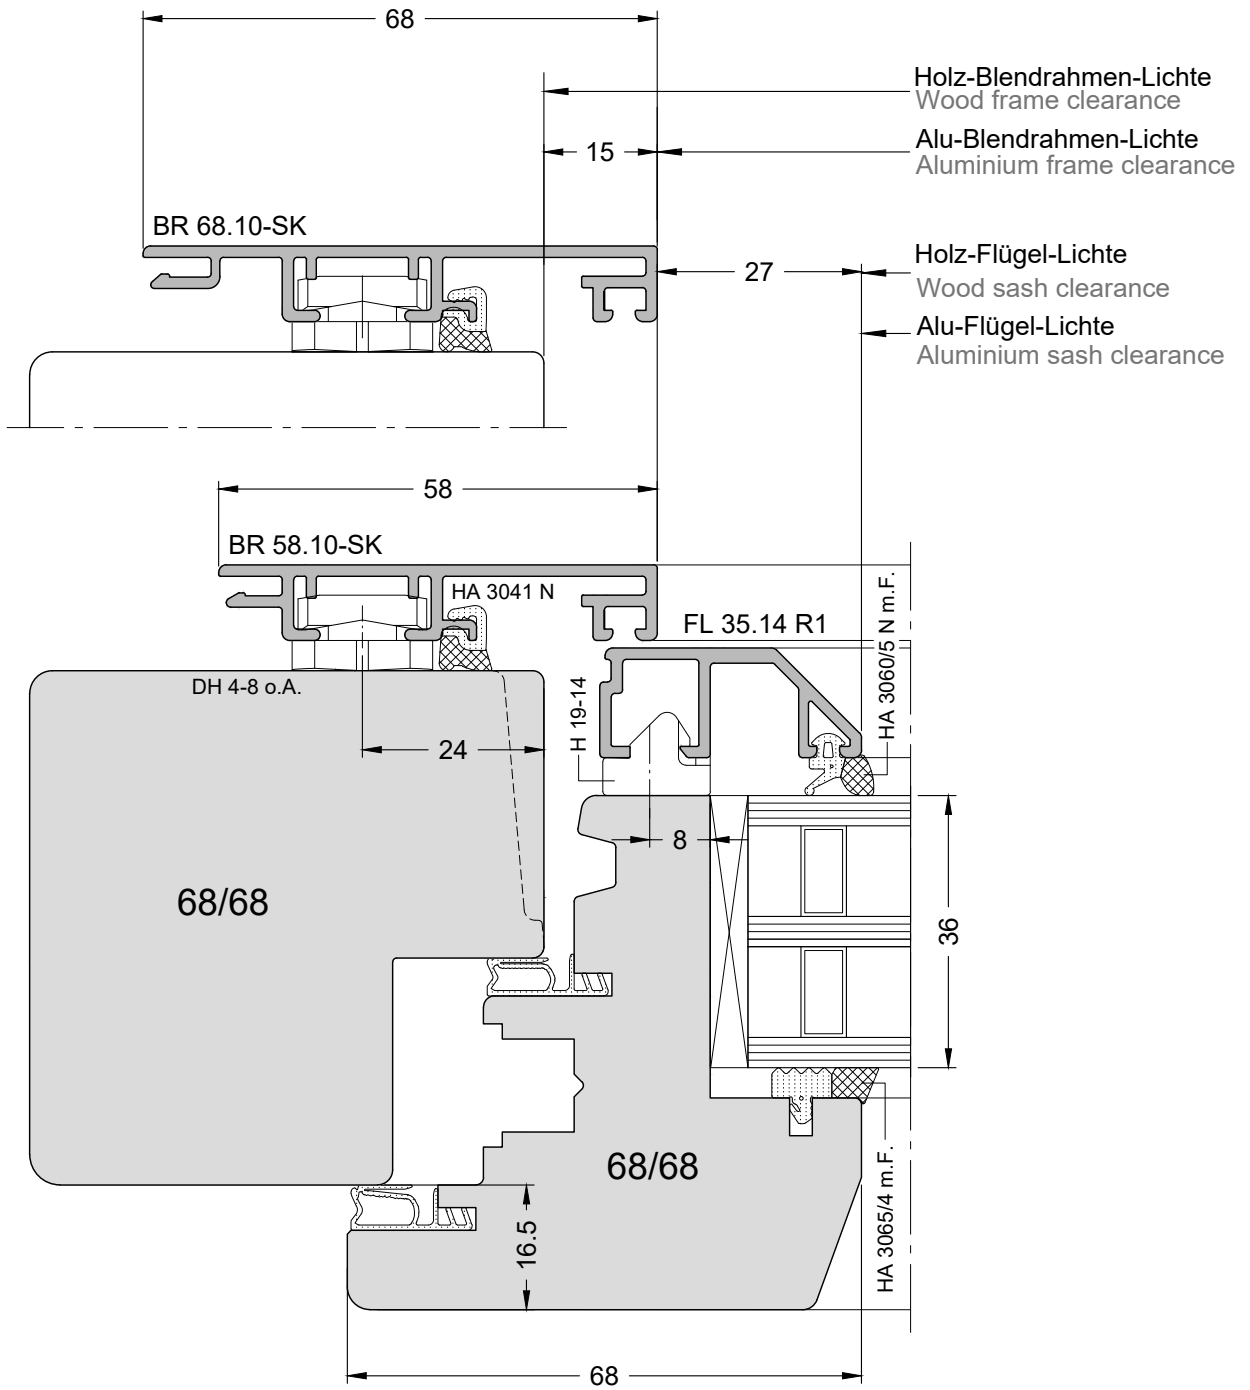 68
Holz-Blendrahmen-Lichte
Wood frame clearance
Alu-Blendrahmen-Lichte
Aluminium frame clearance
15
BR 68.10-SK
Holz-Flügel-Lichte
Wood sash clearance
27
Alu-Flügel-Lichte
Aluminium sash clearance
58
BR 58.10-SK
HA 3041 N
FL 35.14 R1
HA 3060/5 N m.F.
DH 4-8 o.A.
H 19-14
24
8
68/68
36
68/68
HA 3065/4 m.F.
16.5
68